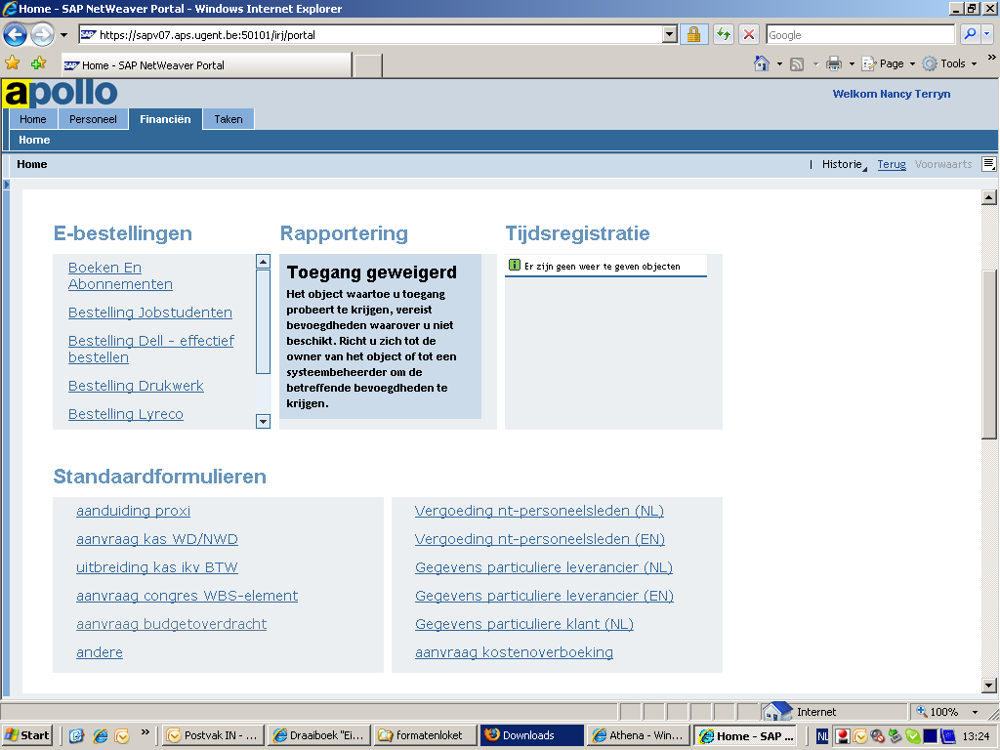 Home - SAP NetWeaver Portal - Windows Internet Explorer
https://sapv07.aps.ugent.be:50101/irj/portal
Google
Home - SAP NetWeaver Portal
Page
Tools
apollo
Welkom Nancy Terryn
Home
Personeel
Financiën
Taken
Home
Home
Historie
Terug
Voorwaarts
E-bestellingen
Boeken En
Abonnementen
Bestelling Jobstudenten
Bestelling Dell - effectief
bestellen
Bestelling Drukwerk
Bestelling Lyreco
Rapportering
Toegang geweigerd
Het object waartoe u toegang
probeert te krijgen, vereist
bevoegdheden waarover u niet
beschikt. Richt u zich tot de
owner van het object of tot een
systeembeheerder om de
betreffende bevoegdheden te
krijgen.
Tijdsregistratie
Er zijn geen weer te geven objecten
Standaardformulieren
aanduiding proxi
aanvraag kas WD/NWD
uitbreiding kas ikv BTW
aanvraag congres WBS-element
aanvraag budgetoverdracht
andere
Vergoeding nt-personeelsleden (NL)
Vergoeding nt-personeelsleden (EN)
Gegevens particuliere leverancier (NL)
Gegevens particuliere leverancier (EN)
Gegevens particuliere klant (NL)
aanvraag kostenoverboeking
Internet
100%
Start
Postvak IN - ...
Draaiboek "Ei...
formatenloket
Downloads
Athena - Win...
Home - SAP ...
NL
13:24